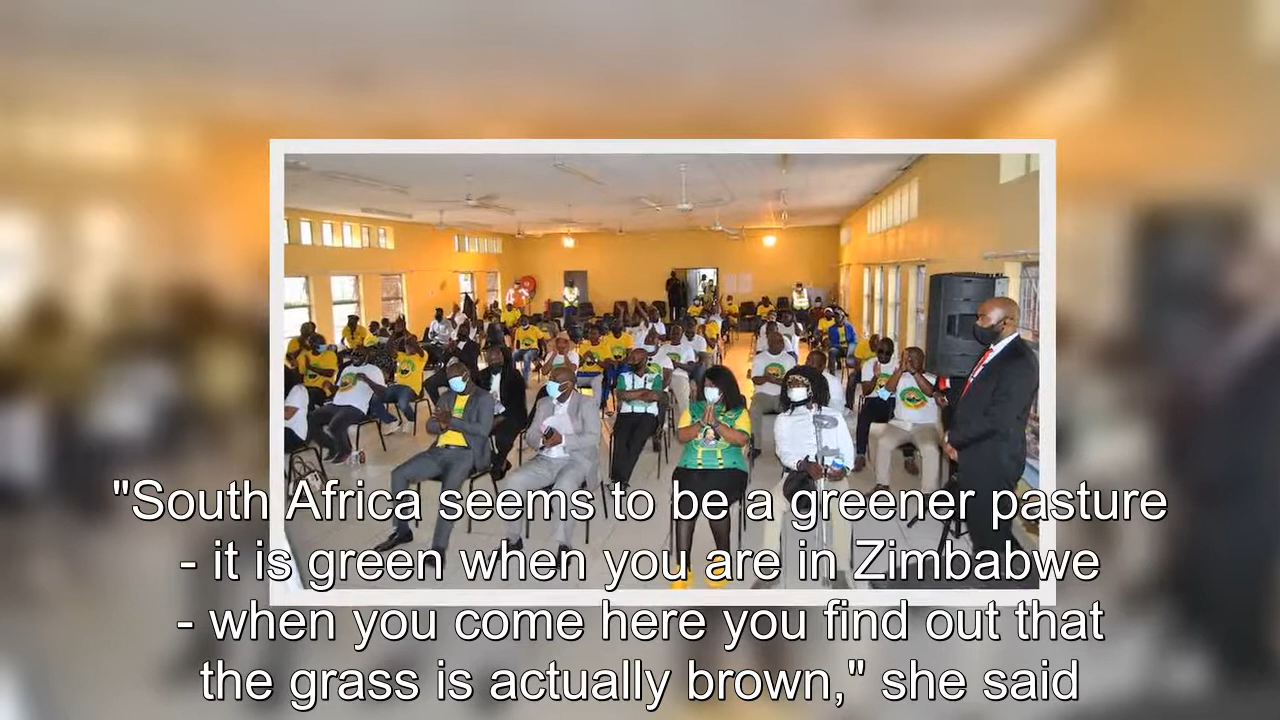 "South Africa seems to be a greener pasture
- it is green when you are in Zimbabwe
- when you come here you find out that
the grass is actually brown," she said